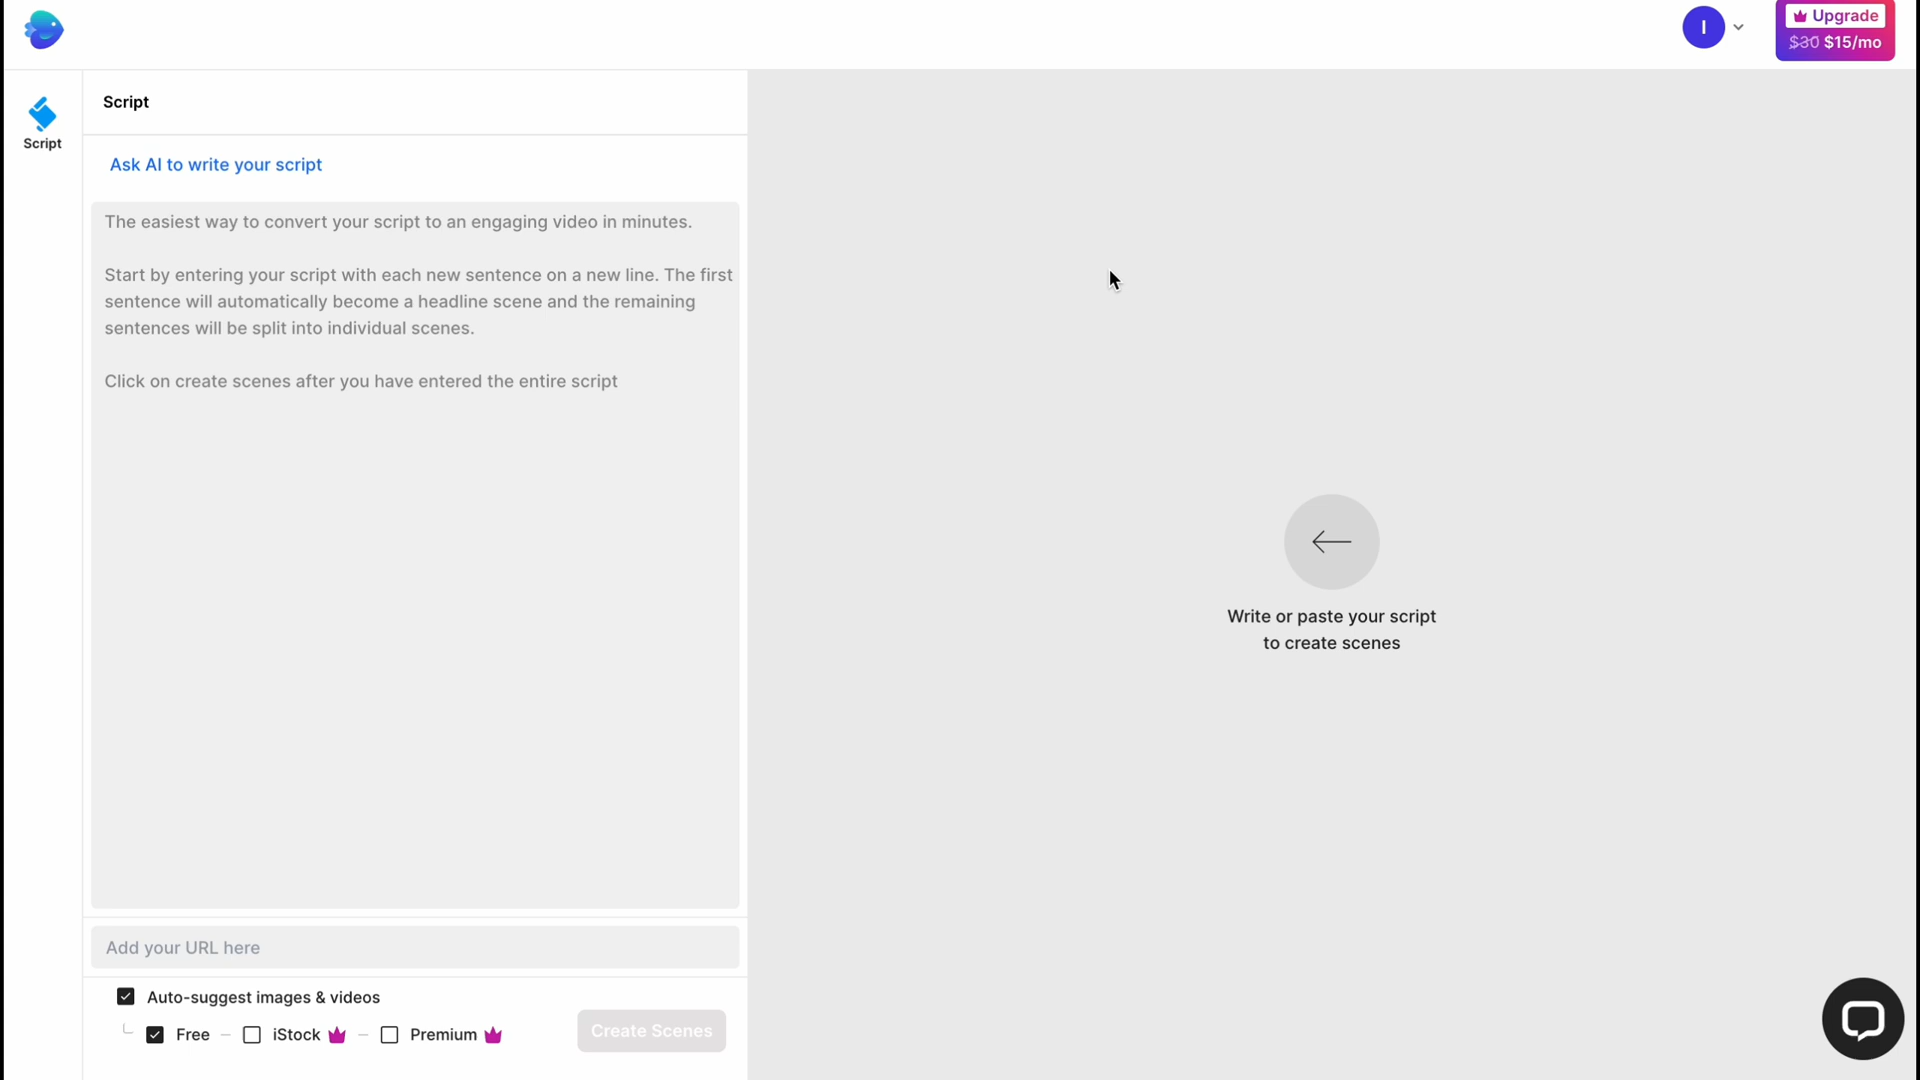 I
Upgrade
$30 $15/mo
Script
Script
Ask AI to write your script
The easiest way to convert your script to an engaging video in minutes.
Start by entering your script with each new sentence on a new line. The first
sentence will automatically become a headline scene and the remaining
sentences will be split into individual scenes.
Click on create scenes after you have entered the entire script
Write or paste your script
to create scenes
Add your URL here
Auto-suggest images & videos
Free
iStock
Premium
Create Scenes